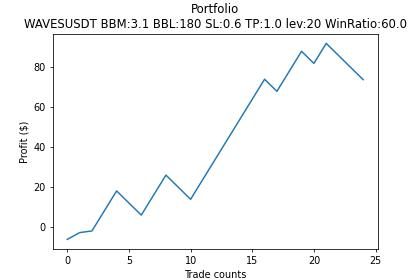 Portfolio
WAVESUSDT BBM:3.1 BBL:180 SL:0.6 TP:1.0 lev:20 WinRatio:60.0
80
60
40
20
0
Profit ($)
0 5 10 15 20 25
Trade counts